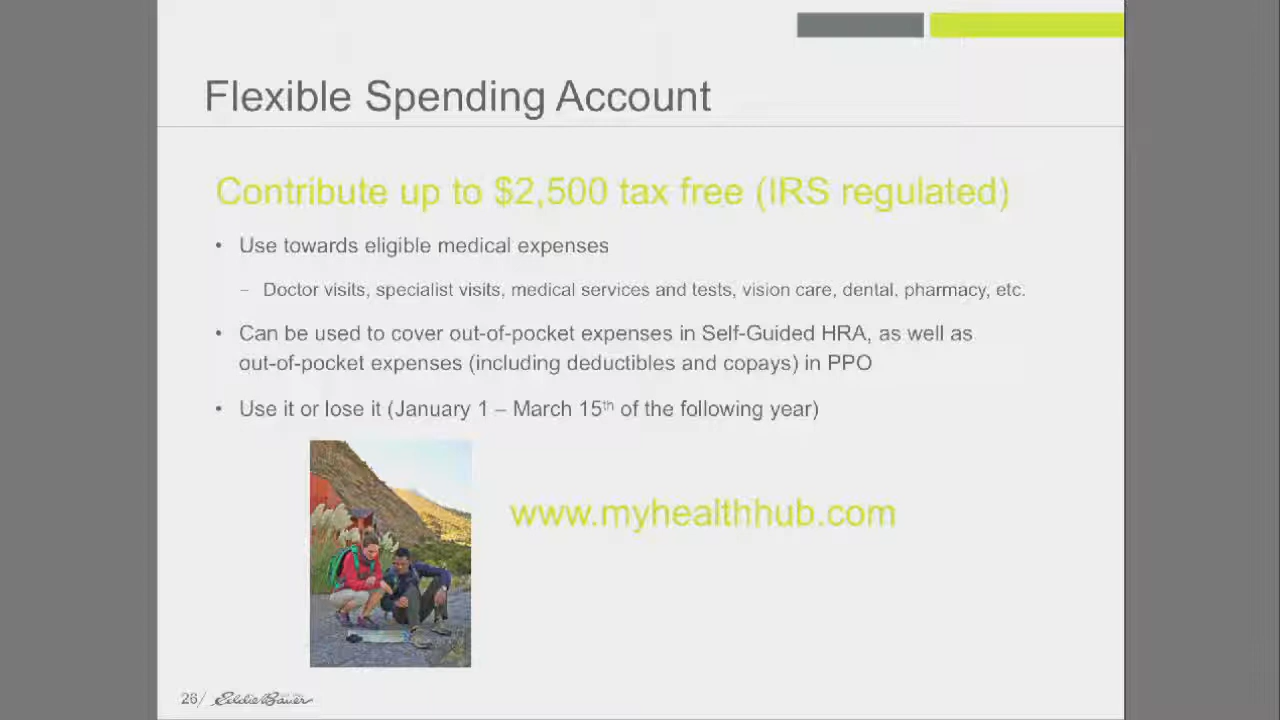 Flexible Spending Account
Contribute up to $2,500 tax free (IRS regulated)
• Use towards eligible medical expenses
– Doctor visits, specialist visits, medical services and tests, vision care, dental, pharmacy, etc.
• Can be used to cover out-of-pocket expenses in Self-Guided HRA, as well as
out-of-pocket expenses (including deductibles and copays) in PPO
• Use it or lose it (January 1 – March 15th of the following year)
www.myhealthhub.com
26/ Eddie Bauer